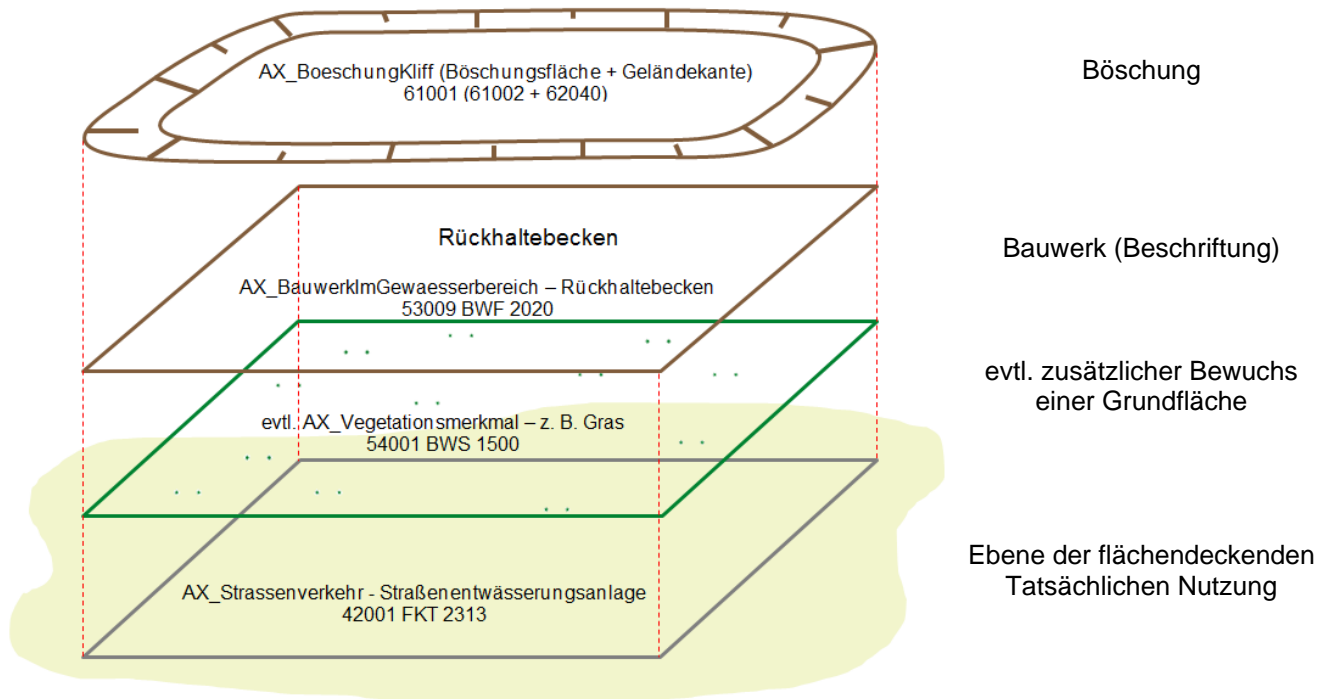 AX_BoeschungKliff (Böschungsfläche + Geländekante)
61001 (61002 + 62040)
Böschung
Rückhaltebecken
AX_BauwerkImGewaesserbereich – Rückhaltebecken
53009 BWF 2020
Bauwerk (Beschriftung)
evtl. AX_Vegetationsmerkmal – z. B. Gras
54001 BWS 1500
evtl. zusätzlicher Bewuchs
einer Grundfläche
AX_Strassenverkehr - Straßenentwässerungsanlage
42001 FKT 2313
Ebene der flächendeckenden
Tatsächlichen Nutzung